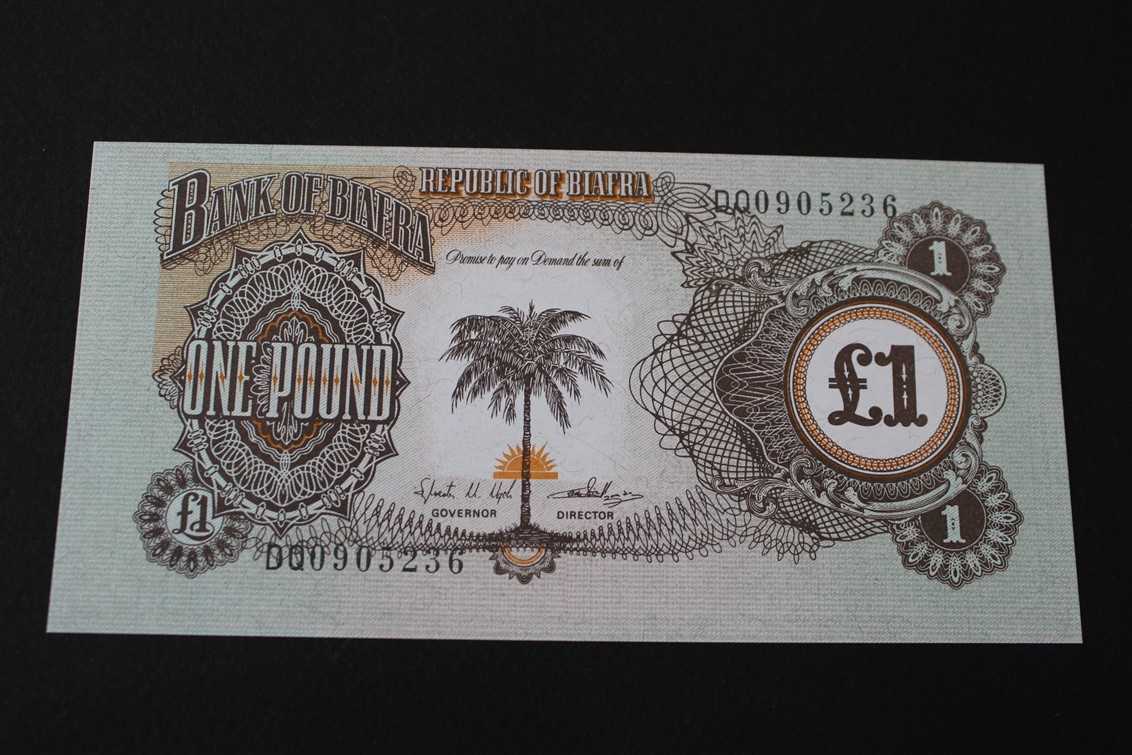 BANK OF BIAFRA
REPUBLIC OF BIAFRA
DQ0905236
1
Promise to pay on Demand the sum of
ONE POUND
£1
£1
GOVERNOR
DIRECTOR
1
DQ0905236